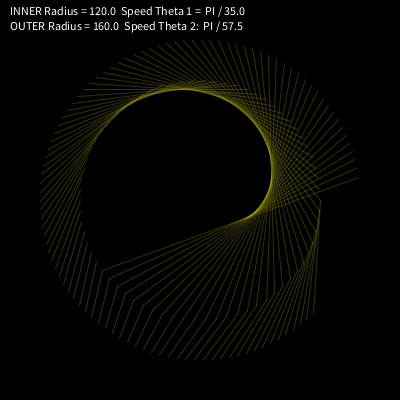 INNER Radius = 120.0  Speed Theta 1 =  PI / 35.0
OUTER Radius = 160.0  Speed Theta 2:  PI / 57.5